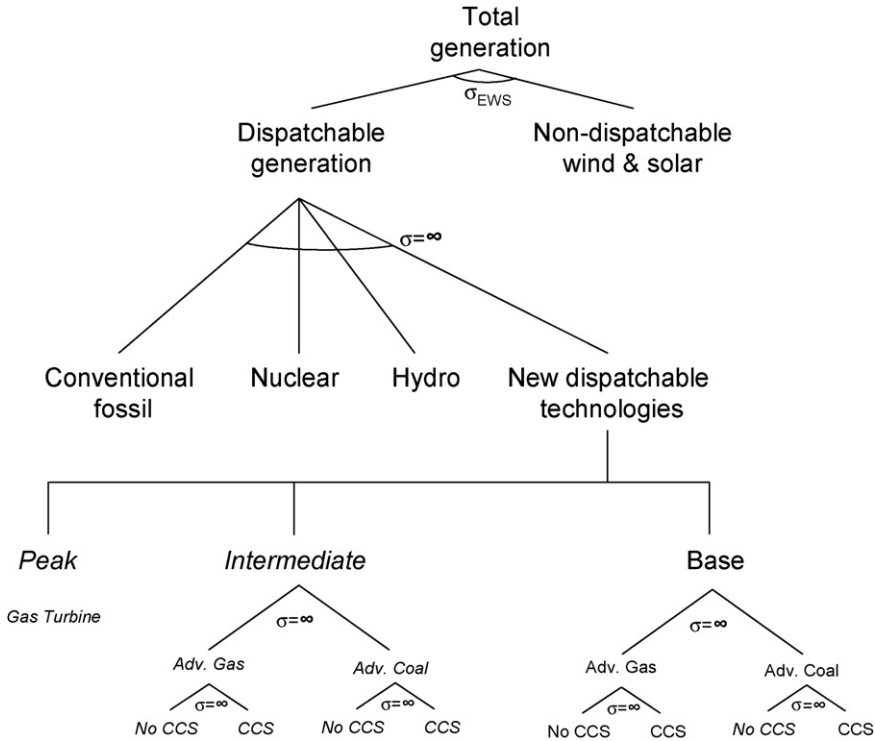 Total
generation
σEWS
Dispatchable
generation
Non-dispatchable
wind & solar
σ=∞
Conventional
fossil
Nuclear
Hydro
New dispatchable
technologies
Peak
Intermediate
Base
Gas Turbine
σ=∞
σ=∞
Adv. Gas
Adv. Coal
Adv. Gas
Adv. Coal
σ=∞
σ=∞
σ=∞
σ=∞
No CCS
CCS
No CCS
CCS
No CCS
CCS
No CCS
CCS